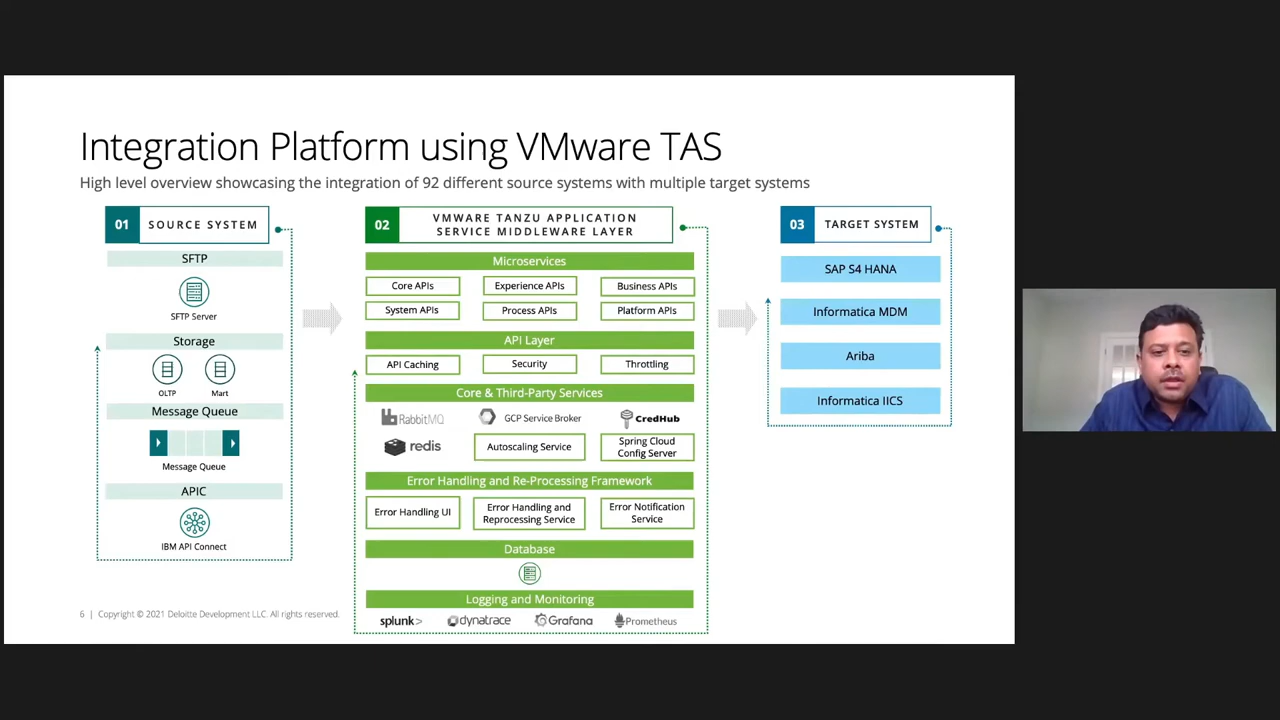 Integration Platform using VMware TAS
High level overview showcasing the integration of 92 different source systems with multiple target systems
01
SOURCE SYSTEM
SFTP
SFTP Server
Storage
OLTP
Mart
Message Queue
Message Queue
APIC
IBM API Connect
02
VMWARE TANZU APPLICATION
SERVICE MIDDLEWARE LAYER
Microservices
Core APIs
Experience APIs
Business APIs
System APIs
Process APIs
Platform APIs
API Layer
API Caching
Security
Throttling
Core & Third-Party Services
RabbitMQ
GCP Service Broker
CredHub
redis
Autoscaling Service
Spring Cloud
Config Server
Error Handling and Re-Processing Framework
Error Handling UI
Error Handling and
Reprocessing Service
Error Notification
Service
Database
Logging and Monitoring
splunk>
dynatrace
Grafana
Prometheus
03
TARGET SYSTEM
SAP S4 HANA
Informatica MDM
Ariba
Informatica IICS
6 | Copyright © 2021 Deloitte Development LLC. All rights reserved.